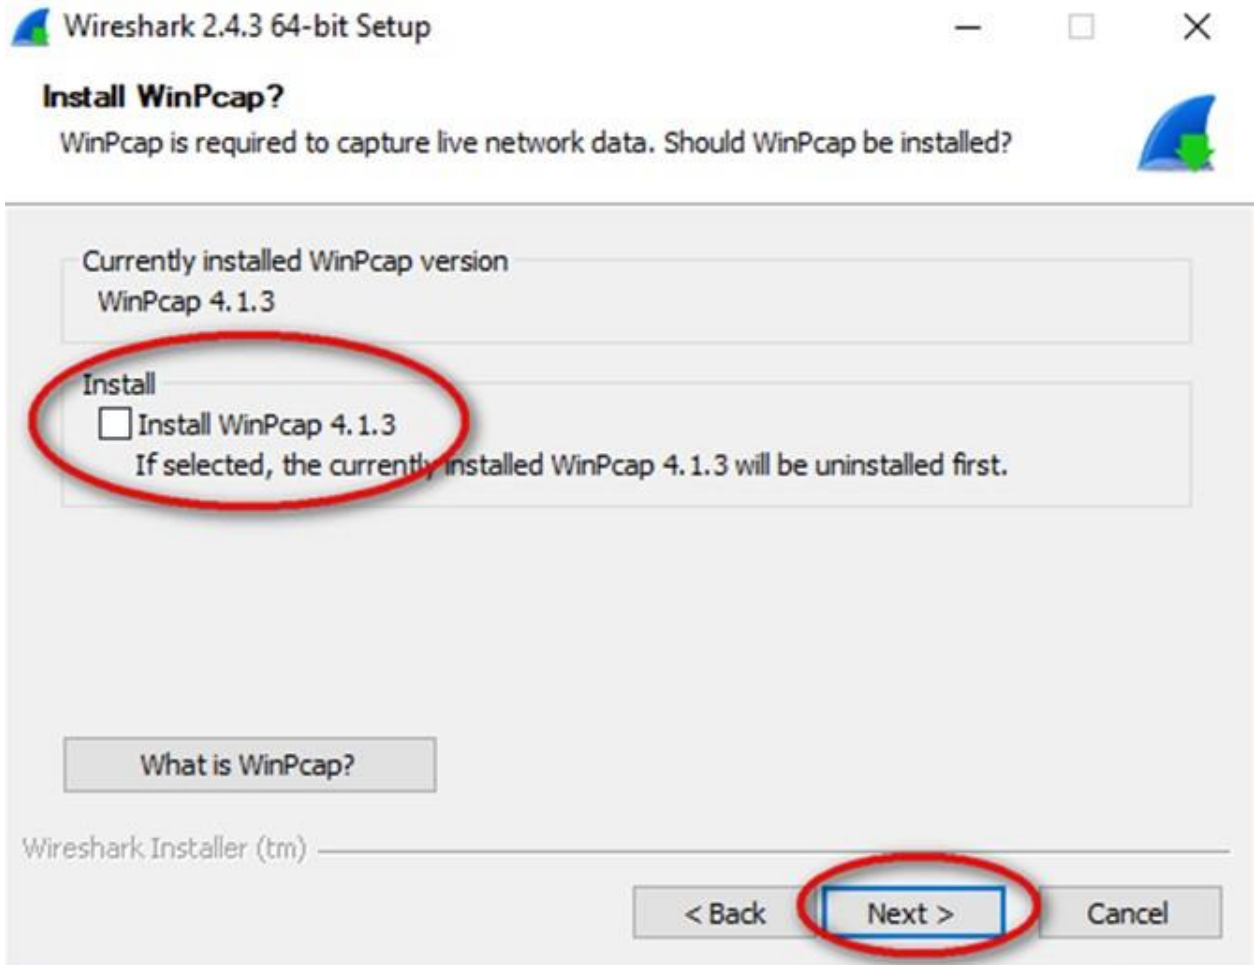 Wireshark 2.4.3 64-bit Setup
Install WinPcap?
WinPcap is required to capture live network data. Should WinPcap be installed?
Currently installed WinPcap version
WinPcap 4.1.3
Install
Install WinPcap 4.1.3
If selected, the currently installed WinPcap 4.1.3 will be uninstalled first.
What is WinPcap?
Wireshark Installer (tm)
< Back
Next >
Cancel